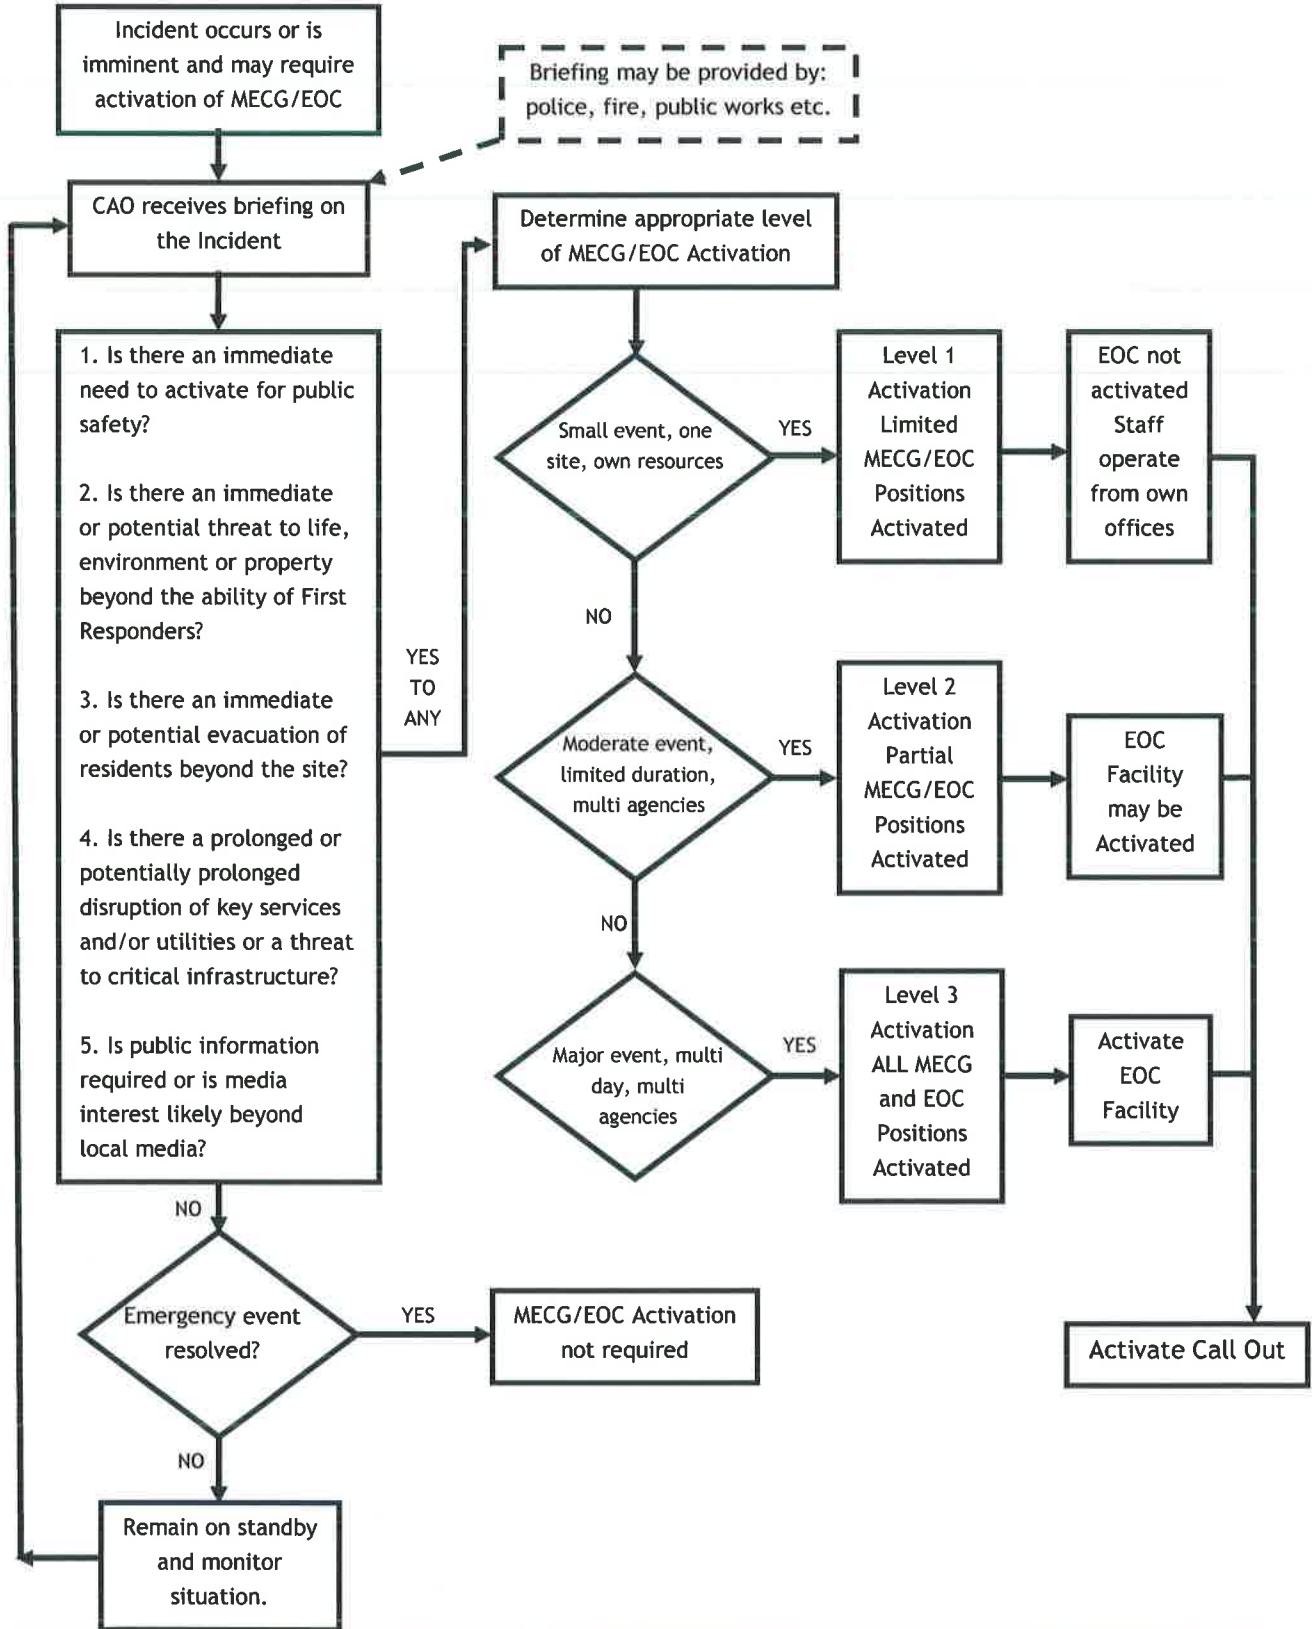 Incident occurs or is
imminent and may require
activation of MECG/EOC
Briefing may be provided by:
police, fire, public works etc.
CAO receives briefing on
the Incident
Determine appropriate level
of MECG/EOC Activation
1. Is there an immediate
need to activate for public
safety?
2. Is there an immediate
or potential threat to life,
environment or property
beyond the ability of First
Responders?
3. Is there an immediate
or potential evacuation of
residents beyond the site?
4. Is there a prolonged or
potentially prolonged
disruption of key services
and/or utilities or a threat
to critical infrastructure?
5. Is public information
required or is media
interest likely beyond
local media?
YES
TO
ANY
Small event, one
site, own resources
YES
Level 1
Activation
Limited
MECG/EOC
Positions
Activated
EOC not
activated
Staff
operate
from own
offices
NO
Moderate event,
limited duration,
multi agencies
YES
Level 2
Activation
Partial
MECG/EOC
Positions
Activated
EOC
Facility
may be
Activated
NO
Major event, multi
day, multi
agencies
YES
Level 3
Activation
ALL MECG
and EOC
Positions
Activated
Activate
EOC
Facility
NO
Emergency event
resolved?
YES
MECG/EOC Activation
not required
Activate Call Out
NO
Remain on standby
and monitor
situation.